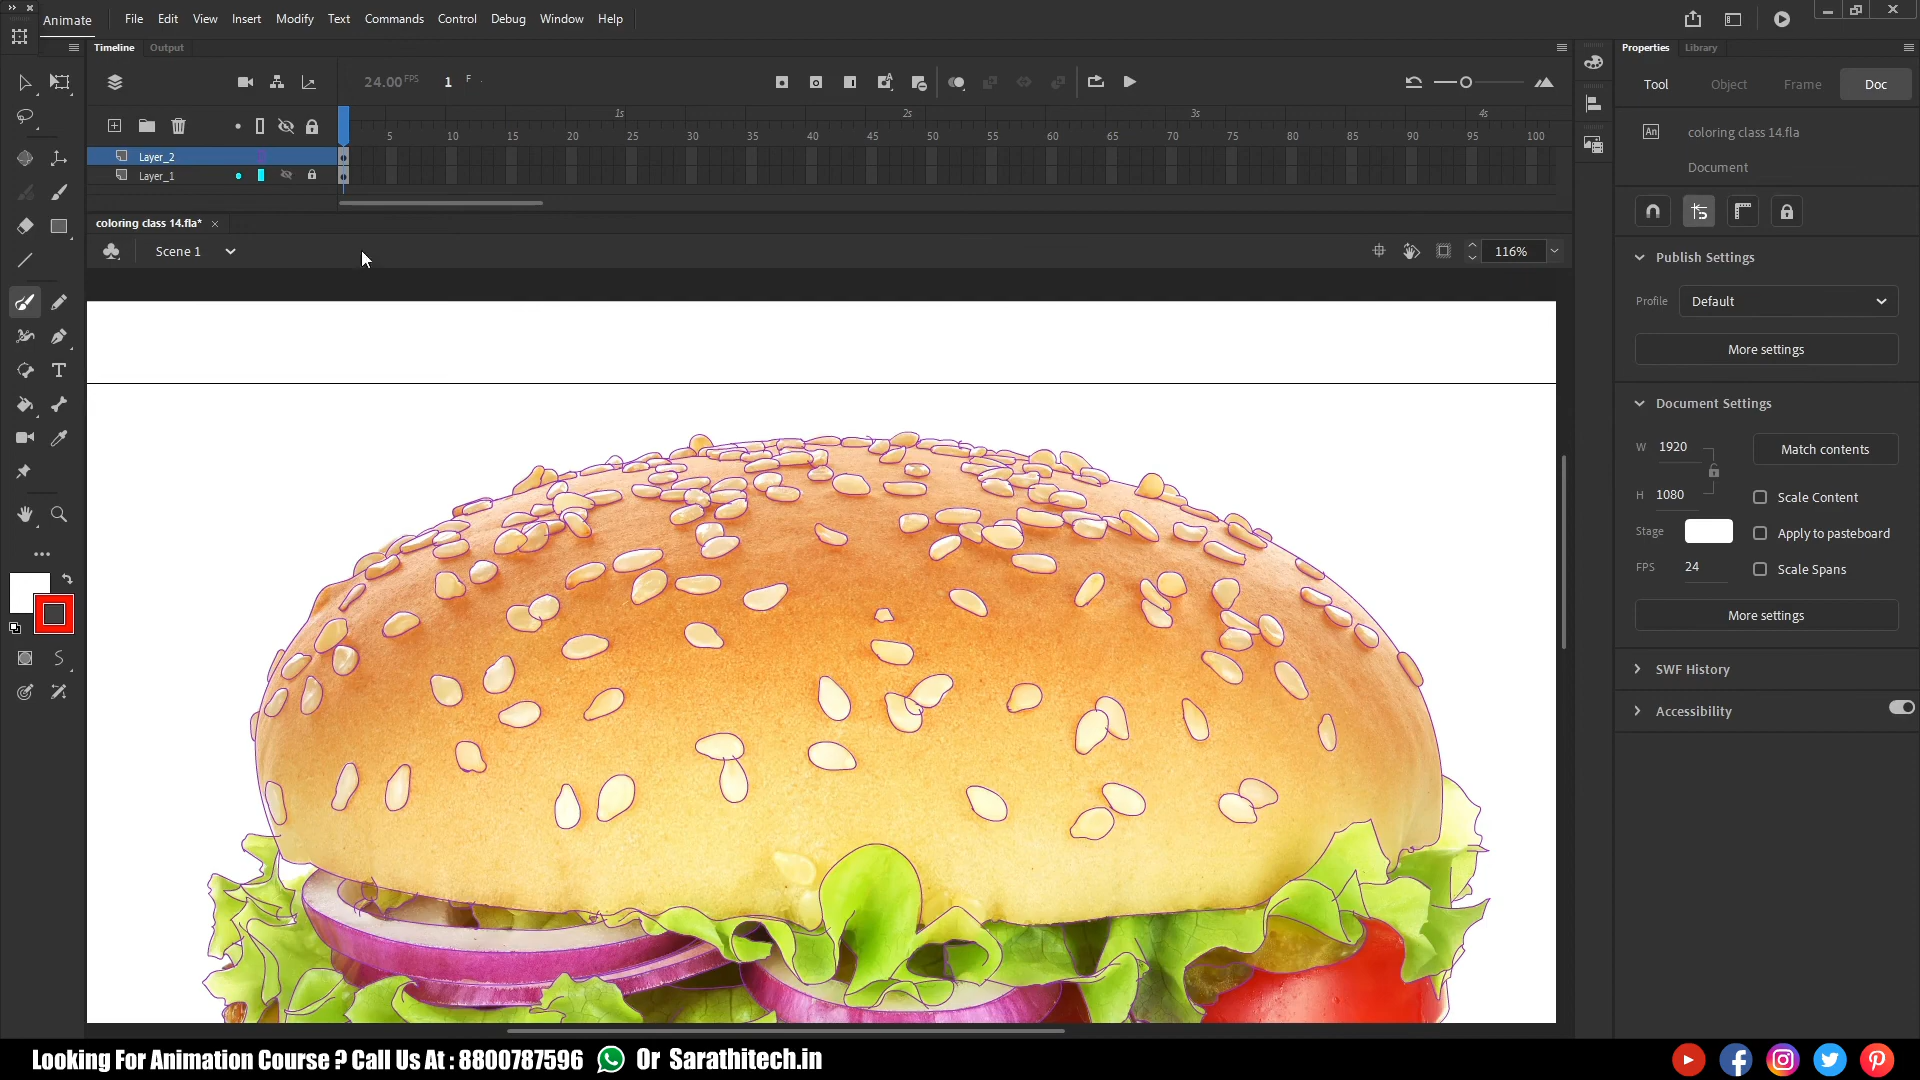 Animate
File Edit View Insert Modify Text Commands Control Debug Window Help
Timeline Output
24.00 FPS 1 F
1s 2s 3s 4s
5 10 15 20 25 30 35 40 45 50 55 60 65 70 75 80 85 90 95 100
Layer_2
Layer_1
coloring class 14.fla*
Scene 1
116%
Properties Library
Tool Object Frame Doc
An coloring class 14.fla
Document
Publish Settings
Profile Default
More settings
Document Settings
W 1920 Match contents
H 1080 Scale Content
Stage Apply to pasteboard
FPS 24 Scale Spans
More settings
SWF History
Accessibility
Looking For Animation Course ? Call Us At : 8800787596 Or Sarathitech.in